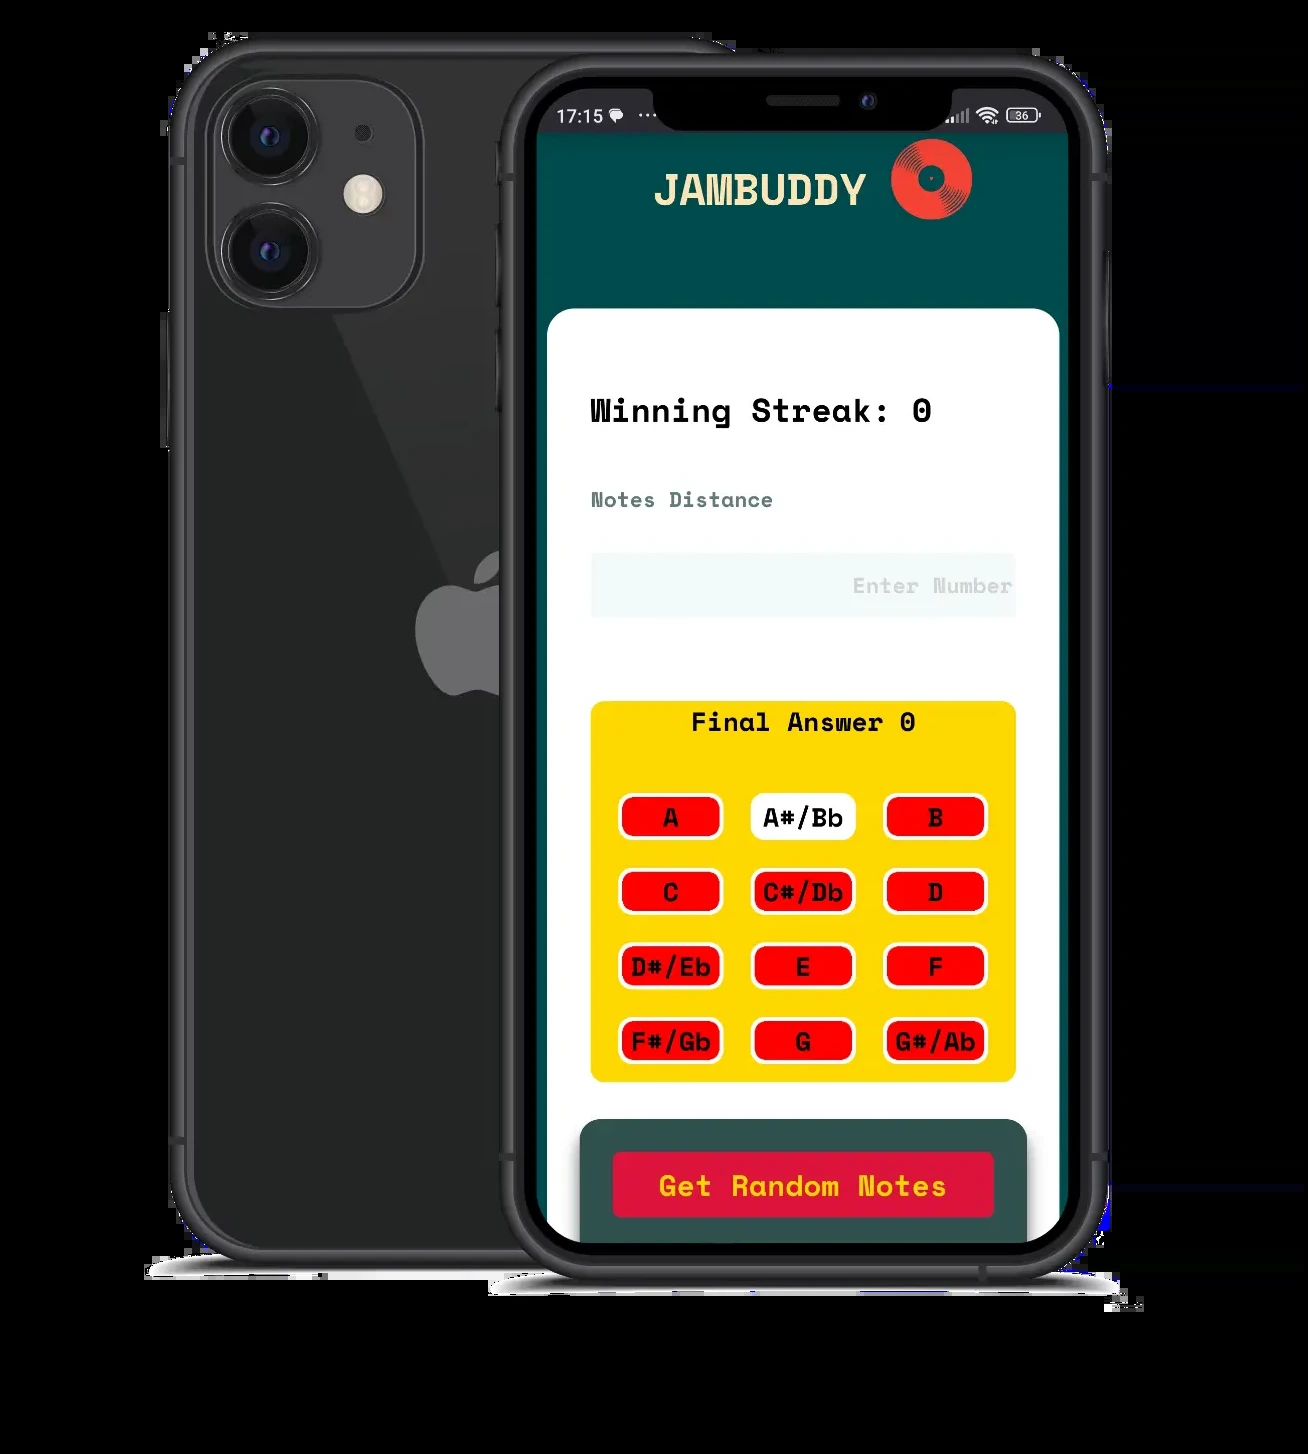 17:15 36
JAMBUDDY
Winning Streak: 0
Notes Distance
Enter Number
Final Answer 0
A A#/Bb B
C C#/Db D
D#/Eb E F
F#/Gb G G#/Ab
Get Random Notes